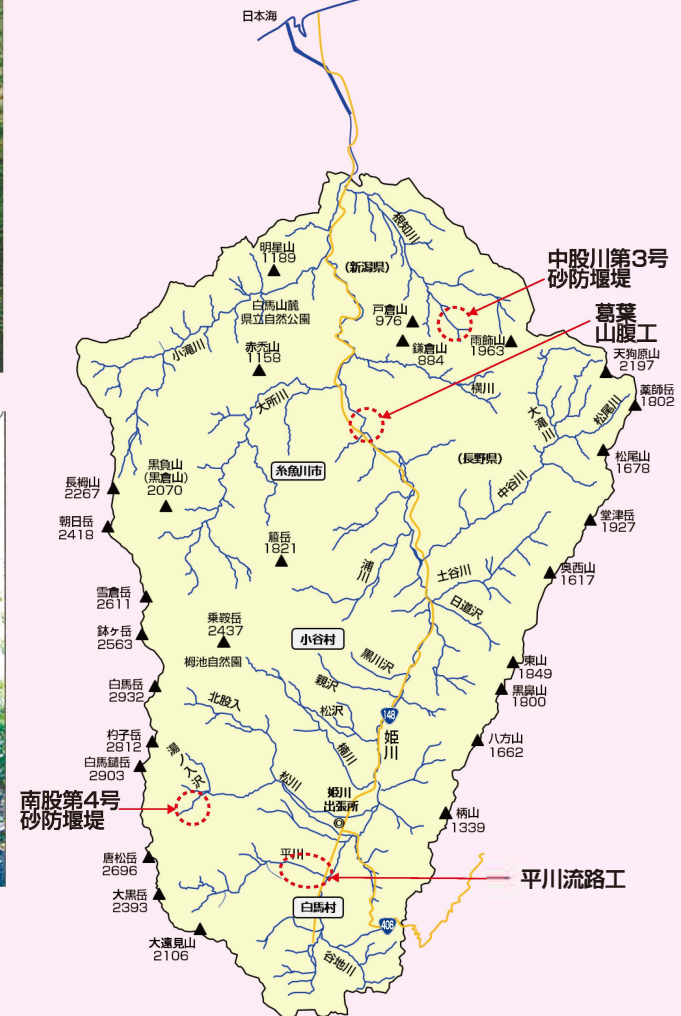 日本海
根知川
明星山
1189
(新潟県)
中股川第3号
砂防堰堤
白馬山麓
県立自然公園
戸倉山
976
葛葉
山腹工
小滝川
赤禿山
1158
鎌倉山
884
雨飾山
1963
天狗原山
2197
横川
薬師岳
1802
大所川
大滝川
松尾川
黒負山
(黒倉山)
2070
糸魚川市
(長野県)
松尾山
1678
長栂山
2267
中谷川
朝日岳
2418
堂津岳
1927
籠岳
1821
浦川
土谷川
奥西山
1617
雪倉岳
2611
日道沢
鉢ヶ岳
2563
乗鞍岳
2437
小谷村
栂池自然園
黒川沢
東山
1849
白馬岳
2932
親沢
黒鼻山
1800
北股入
松沢
148
姫川
杓子岳
2812
楠川
八方山
1662
白馬鑓岳
2903
湯ノ入沢
松川
姫川
出張所
南股第4号
砂防堰堤
柄山
1339
唐松岳
2696
平川
平川流路工
大黒岳
2393
白馬村
406
大遠見山
2106
谷地川